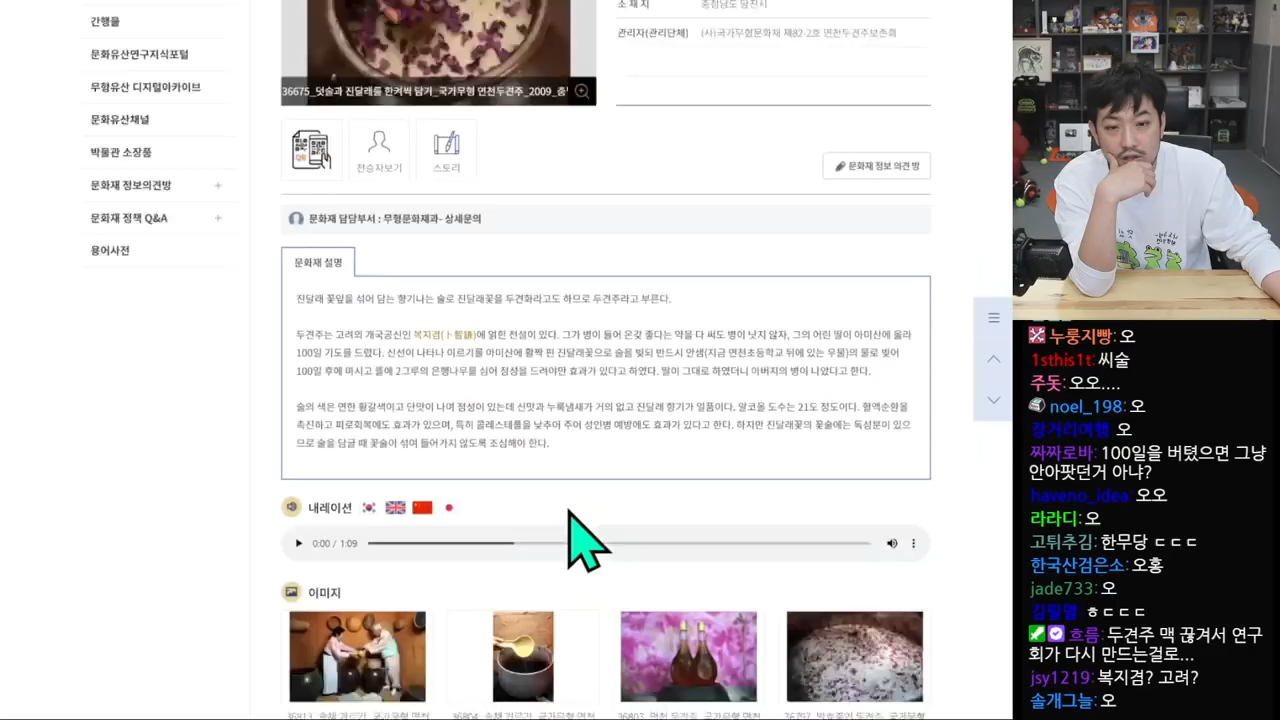 간행물
문화유산연구지식포털
무형유산 디지털아카이브
문화유산채널
박물관 소장품
문화재 정보의견방
문화재 정책 Q&A
용어사전
소 재 지
충청남도 당진시
관리자(관리단체)
(사)국가무형문화재 제82-2호 면천두견주보존회
36675_덧술과 진달래를 한켜씩 담기_국가무형 면천두견주_2009_촬
QR
전승자보기
스토리
문화재 정보 의견 방
문화재 담당부서 : 무형문화재과- 상세문의
문화재 설명
진달래 꽃잎을 섞어 담는 향기나는 술로 진달래꽃을 두견화라고도 하므로 두견주라고 부른다.
두견주는 고려의 개국공신인 복지겸(卜智謙)에 얽힌 전설이 있다. 그가 병이 들어 온갖 좋다는 약을 다 써도 병이 낫지 않자, 그의 어린 딸이 아미산에 올라
100일 기도를 드렸다. 신선이 나타나 이르기를 아미산에 활짝 핀 진달래꽃으로 술을 빚되 반드시 안샘(지금 면천초등학교 뒤에 있는 우물)의 물로 빚어
100일 후에 마시고 뜰에 2그루의 은행나무를 심어 정성을 드려야만 효과가 있다고 하였다. 딸이 그대로 하였더니 아버지의 병이 나았다고 한다.
술의 색은 연한 황갈색이고 단맛이 나며 점성이 있는데 신맛과 누룩냄새가 거의 없고 진달래 향기가 일품이다. 알코올 도수는 21도 정도이다. 혈액순환을
촉진하고 피로회복에도 효과가 있으며, 특히 콜레스테롤을 낮추어 주어 성인병 예방에도 효과가 있다고 한다. 하지만 진달래꽃의 꽃술에는 독성분이 있으
므로 술을 담글 때 꽃술이 섞여 들어가지 않도록 조심해야 한다.
내레이션
0:00 / 1:09
이미지
누룽지빵: 오
1sthis1t: 씨술
주돗: 오오....
noel_198: 오
장거리여행: 오
짜짜로바: 100일을 버텼으면 그냥
안아팟던거 아냐?
haveno_idea: 오오
라라디: 오
고튀추김: 한무당 ㄷㄷㄷ
한국산검은소: 오홍
jade733: 오
ㅎㄷㄷㄷ
흐름: 두견주 맥 끊겨서 연구
회가 다시 만드는걸로...
jsy1219: 복지겸? 고려?
솔개그늘: 오